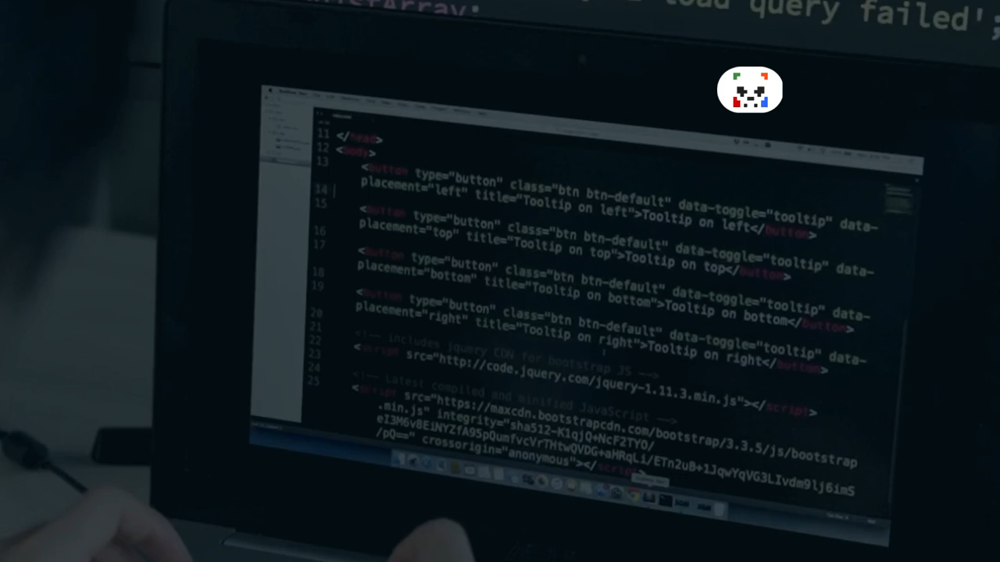 load query failed';
11 </head>
12 <body>
13
<button type="button" class="btn btn-default" data-toggle="tooltip" data-
14 placement="left" title="Tooltip on left">Tooltip on left</button>
15
<button type="button" class="btn btn-default" data-toggle="tooltip" data-
16 placement="top" title="Tooltip on top">Tooltip on top</button>
17
<button type="button" class="btn btn-default" data-toggle="tooltip" data-
18 placement="bottom" title="Tooltip on bottom">Tooltip on bottom</button>
19
<button type="button" class="btn btn-default" data-toggle="tooltip" data-
20 placement="right" title="Tooltip on right">Tooltip on right</button>
21
22 <!-- includes jquery CDN for bootstrap JS -->
23 <script src="http://code.jquery.com/jquery-1.11.3.min.js"></script>
24 <!-- Latest compiled and minified JavaScript -->
25 <script src="https://maxcdn.bootstrapcdn.com/bootstrap/3.3.5/js/bootstrap
.min.js" integrity="sha512-K1qjQ+NcF2TYO/
eI3M6v8EiNYZfA95pQumfvcVrTHtwQVDG+aHRqLi/ETn2uB+1JqwYqVG3LIvdm9lj6imS
/pQ==" crossorigin="anonymous"></script>